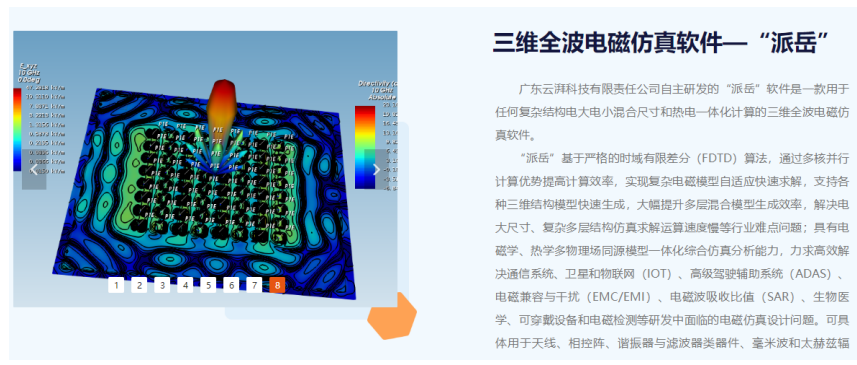 三维全波电磁仿真软件—“派岳”
广东云湃科技有限责任公司自主研发的“派岳”软件是一款用于
任何复杂结构电大电小混合尺寸和热电一体化计算的三维全波电磁仿
真软件。
“派岳”基于严格的时域有限差分（FDTD）算法，通过多核并行
计算优势提高计算效率，实现复杂电磁模型自适应快速求解，支持各
种三维结构模型快速生成，大幅提升多层混合模型生成效率，解决电
大尺寸、复杂多层结构仿真求解运算速度慢等行业难点问题；具有电
磁学、热学多物理场同源模型一体化综合仿真分析能力，力求高效解
决通信系统、卫星和物联网（IOT）、高级驾驶辅助系统（ADAS）、
电磁兼容与干扰（EMC/EMI）、电磁波吸收比值（SAR）、生物医
学、可穿戴设备和电磁检测等研发中面临的电磁仿真设计问题。可具
体用于天线、相控阵、谐振器与滤波器类器件、毫米波和太赫兹辐
10 GHz
0.0deg
10 GHz
Absolute
PIE PIE PIE PIE PIE PIE
1 2 3 4 5 6 7 8